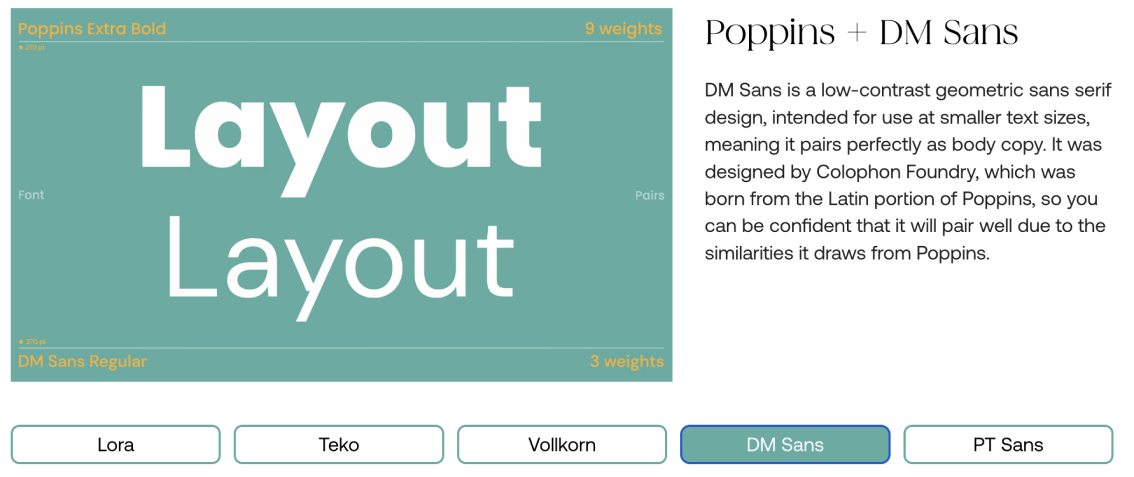 Poppins Extra Bold 9 weights
270 pt
Layout
Font Pairs
Layout
270 pt
DM Sans Regular 3 weights
Poppins + DM Sans
DM Sans is a low-contrast geometric sans serif
design, intended for use at smaller text sizes,
meaning it pairs perfectly as body copy. It was
designed by Colophon Foundry, which was
born from the Latin portion of Poppins, so you
can be confident that it will pair well due to the
similarities it draws from Poppins.
Lora Teko Vollkorn DM Sans PT Sans